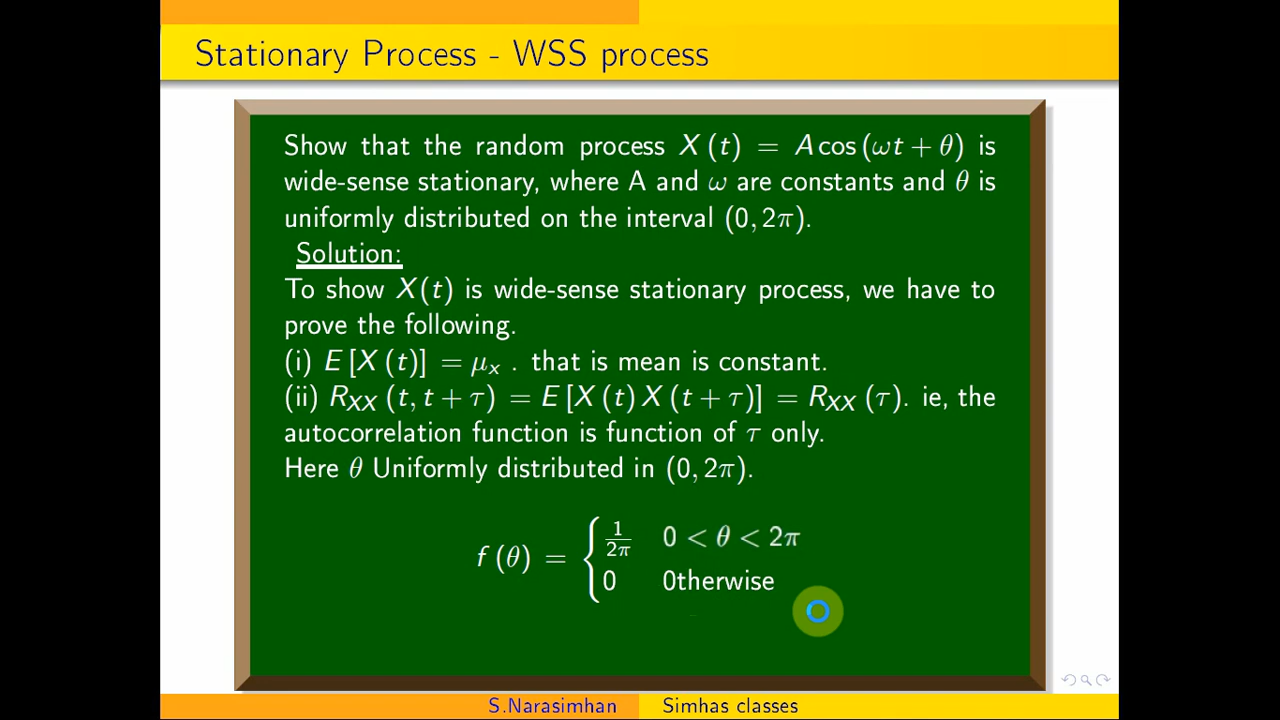 Stationary Process - WSS process
Show that the random process X (t) = A cos (ωt + θ) is
wide-sense stationary, where A and ω are constants and θ is
uniformly distributed on the interval (0, 2π).
Solution:
To show X(t) is wide-sense stationary process, we have to
prove the following.
(i) E [X (t)] = μₓ . that is mean is constant.
(ii) R_XX (t, t + τ) = E [X (t) X (t + τ)] = R_XX (τ). ie, the
autocorrelation function is function of τ only.
Here θ Uniformly distributed in (0, 2π).
f (θ) = { 1/2π 0 < θ < 2π
0 0therwise
S.Narasimhan Simhas classes